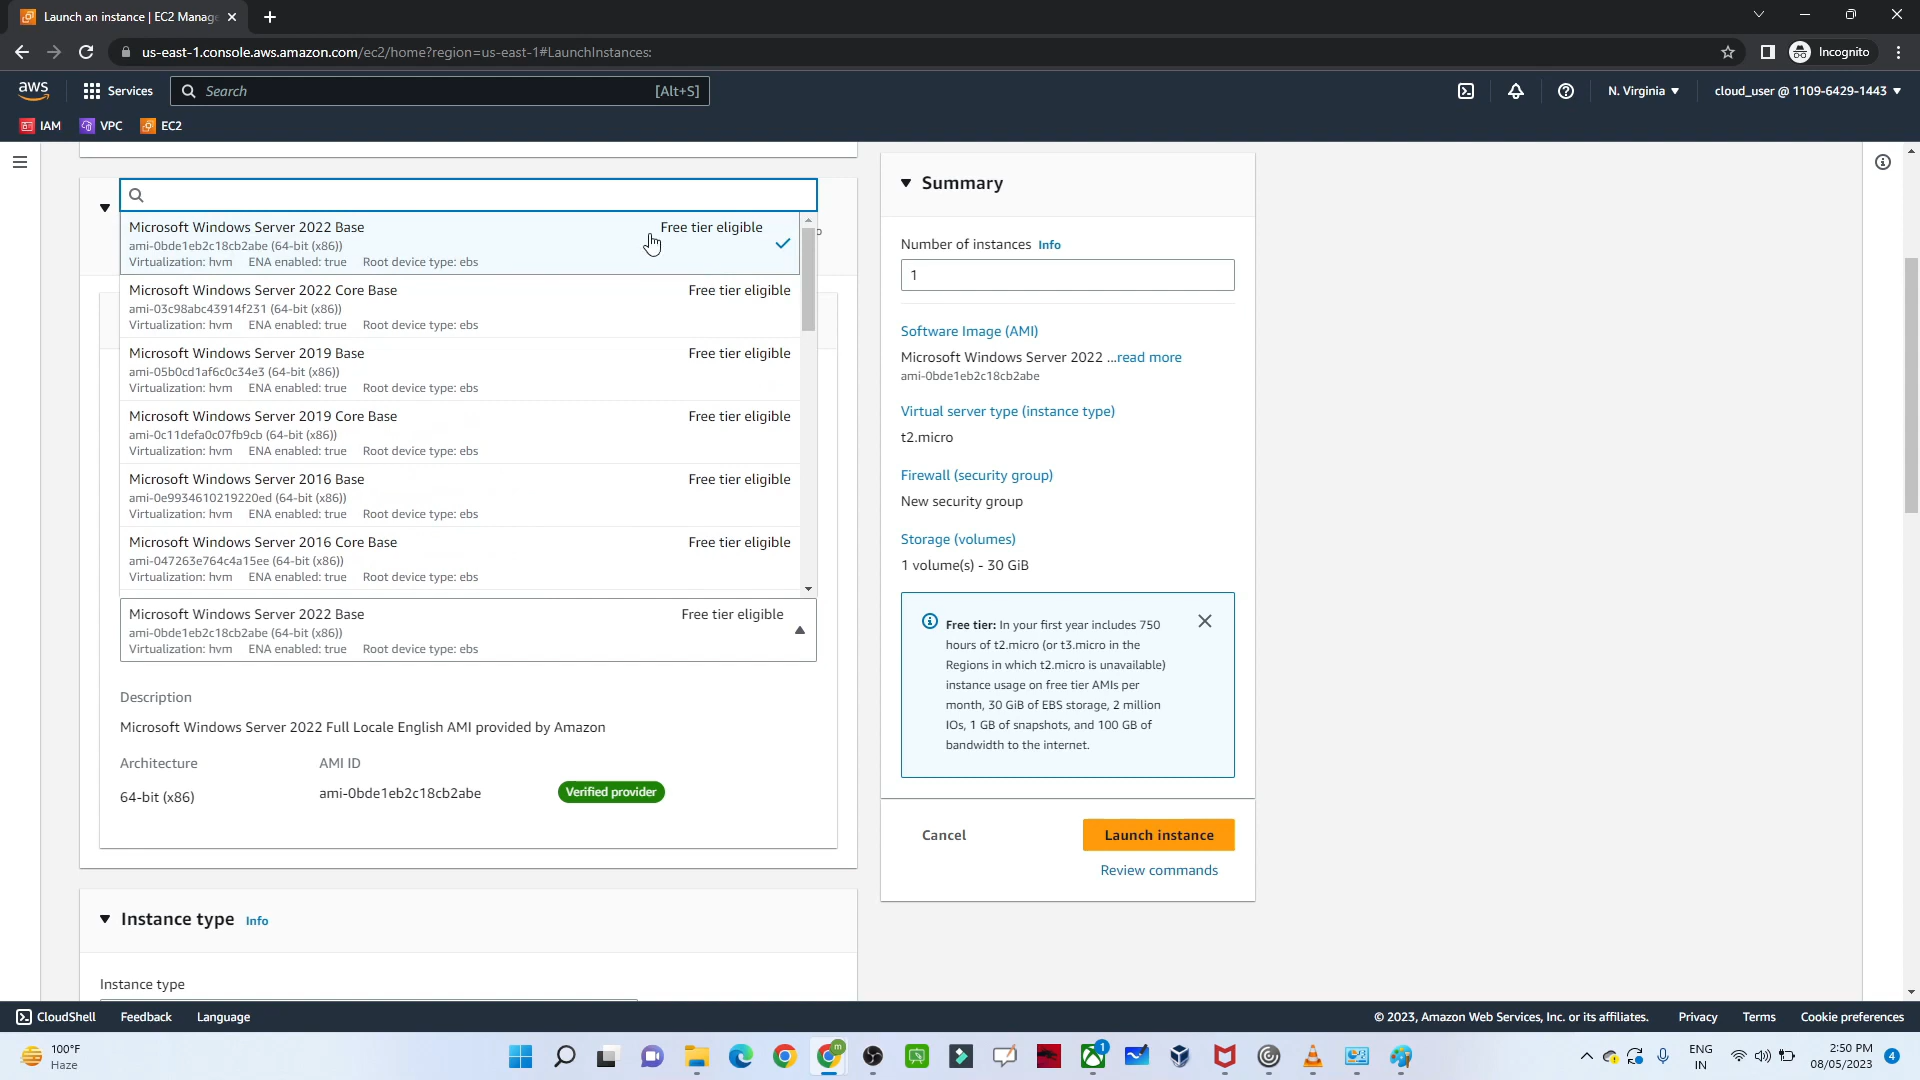 Launch an instance | EC2 Manag
us-east-1.console.aws.amazon.com/ec2/home?region=us-east-1#LaunchInstances:
Incognito
aws
Services
Search
[Alt+S]
N. Virginia
cloud_user @ 1109-6429-1443
IAM
VPC
EC2
Microsoft Windows Server 2022 Base
Free tier eligible
ami-0bde1eb2c18cb2abe (64-bit (x86))
Virtualization: hvm ENA enabled: true Root device type: ebs
Microsoft Windows Server 2022 Core Base
Free tier eligible
ami-03c98abc43914f231 (64-bit (x86))
Virtualization: hvm ENA enabled: true Root device type: ebs
Microsoft Windows Server 2019 Base
Free tier eligible
ami-05b0cd1af6c0c34e3 (64-bit (x86))
Virtualization: hvm ENA enabled: true Root device type: ebs
Microsoft Windows Server 2019 Core Base
Free tier eligible
ami-0c11defa0c07fb9cb (64-bit (x86))
Virtualization: hvm ENA enabled: true Root device type: ebs
Microsoft Windows Server 2016 Base
Free tier eligible
ami-0e9934610219220ed (64-bit (x86))
Virtualization: hvm ENA enabled: true Root device type: ebs
Microsoft Windows Server 2016 Core Base
Free tier eligible
ami-047263e764c4a15ee (64-bit (x86))
Virtualization: hvm ENA enabled: true Root device type: ebs
Microsoft Windows Server 2022 Base
Free tier eligible
ami-0bde1eb2c18cb2abe (64-bit (x86))
Virtualization: hvm ENA enabled: true Root device type: ebs
Description
Microsoft Windows Server 2022 Full Locale English AMI provided by Amazon
Architecture
AMI ID
64-bit (x86)
ami-0bde1eb2c18cb2abe
Verified provider
Instance type Info
Instance type
Summary
Number of instances Info
1
Software Image (AMI)
Microsoft Windows Server 2022 ...read more
ami-0bde1eb2c18cb2abe
Virtual server type (instance type)
t2.micro
Firewall (security group)
New security group
Storage (volumes)
1 volume(s) - 30 GiB
Free tier: In your first year includes 750
hours of t2.micro (or t3.micro in the
Regions in which t2.micro is unavailable)
instance usage on free tier AMIs per
month, 30 GiB of EBS storage, 2 million
IOs, 1 GB of snapshots, and 100 GB of
bandwidth to the internet.
Cancel
Launch instance
Review commands
CloudShell
Feedback
Language
© 2023, Amazon Web Services, Inc. or its affiliates.
Privacy
Terms
Cookie preferences
100°F
Haze
m
1
ENG
IN
2:50 PM
08/05/2023
4